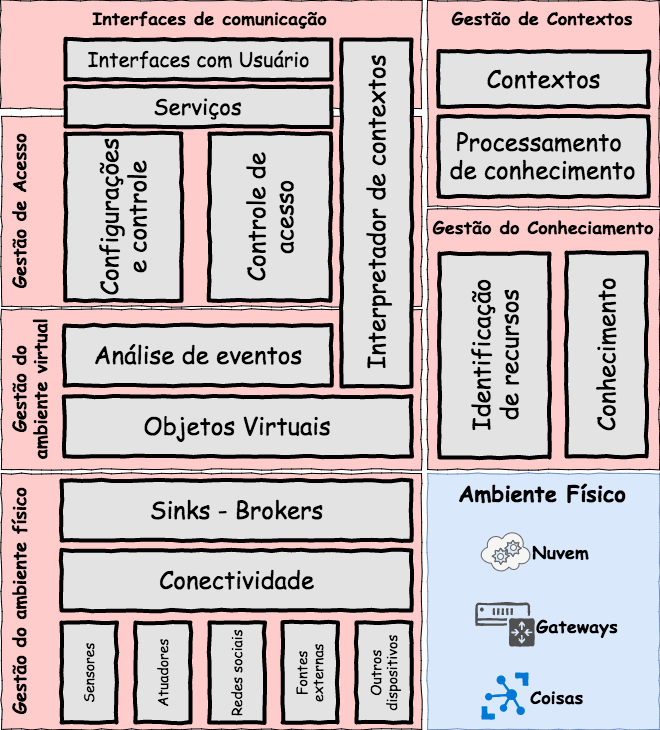 Interfaces de comunicação
Interfaces com Usuário
Serviços
Gestão de Acesso
Configurações
e controle
Controle de
acesso
Interpretador de contextos
Gestão do
ambiente virtual
Análise de eventos
Objetos Virtuais
Gestão do ambiente físico
Sinks - Brokers
Conectividade
Sensores
Atuadores
Redes sociais
Fontes
externas
Outros
dispositivos
Gestão de Contextos
Contextos
Processamento
de conhecimento
Gestão do Conheciamento
Identificação
de recursos
Conhecimento
Ambiente Físico
Nuvem
Gateways
Coisas